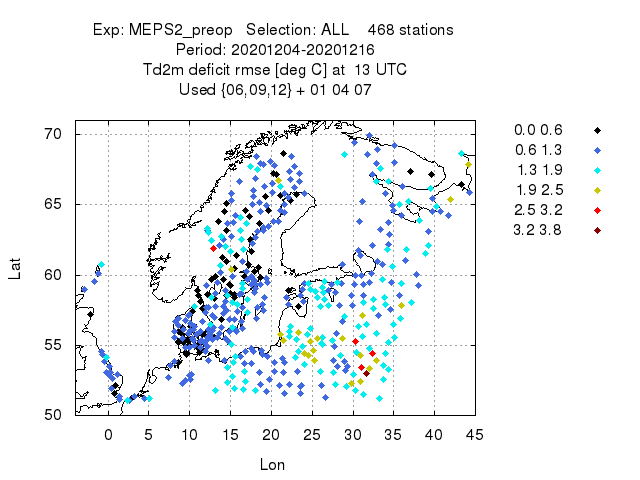 Exp: MEPS2_preop   Selection: ALL    468 stations
Period: 20201204-20201216
Td2m deficit rmse [deg C] at  13 UTC
Used {06,09,12} + 01 04 07
0.0 0.6
0.6 1.3
1.3 1.9
1.9 2.5
2.5 3.2
3.2 3.8
70
65
60
55
50
Lat
0 5 10 15 20 25 30 35 40 45
Lon